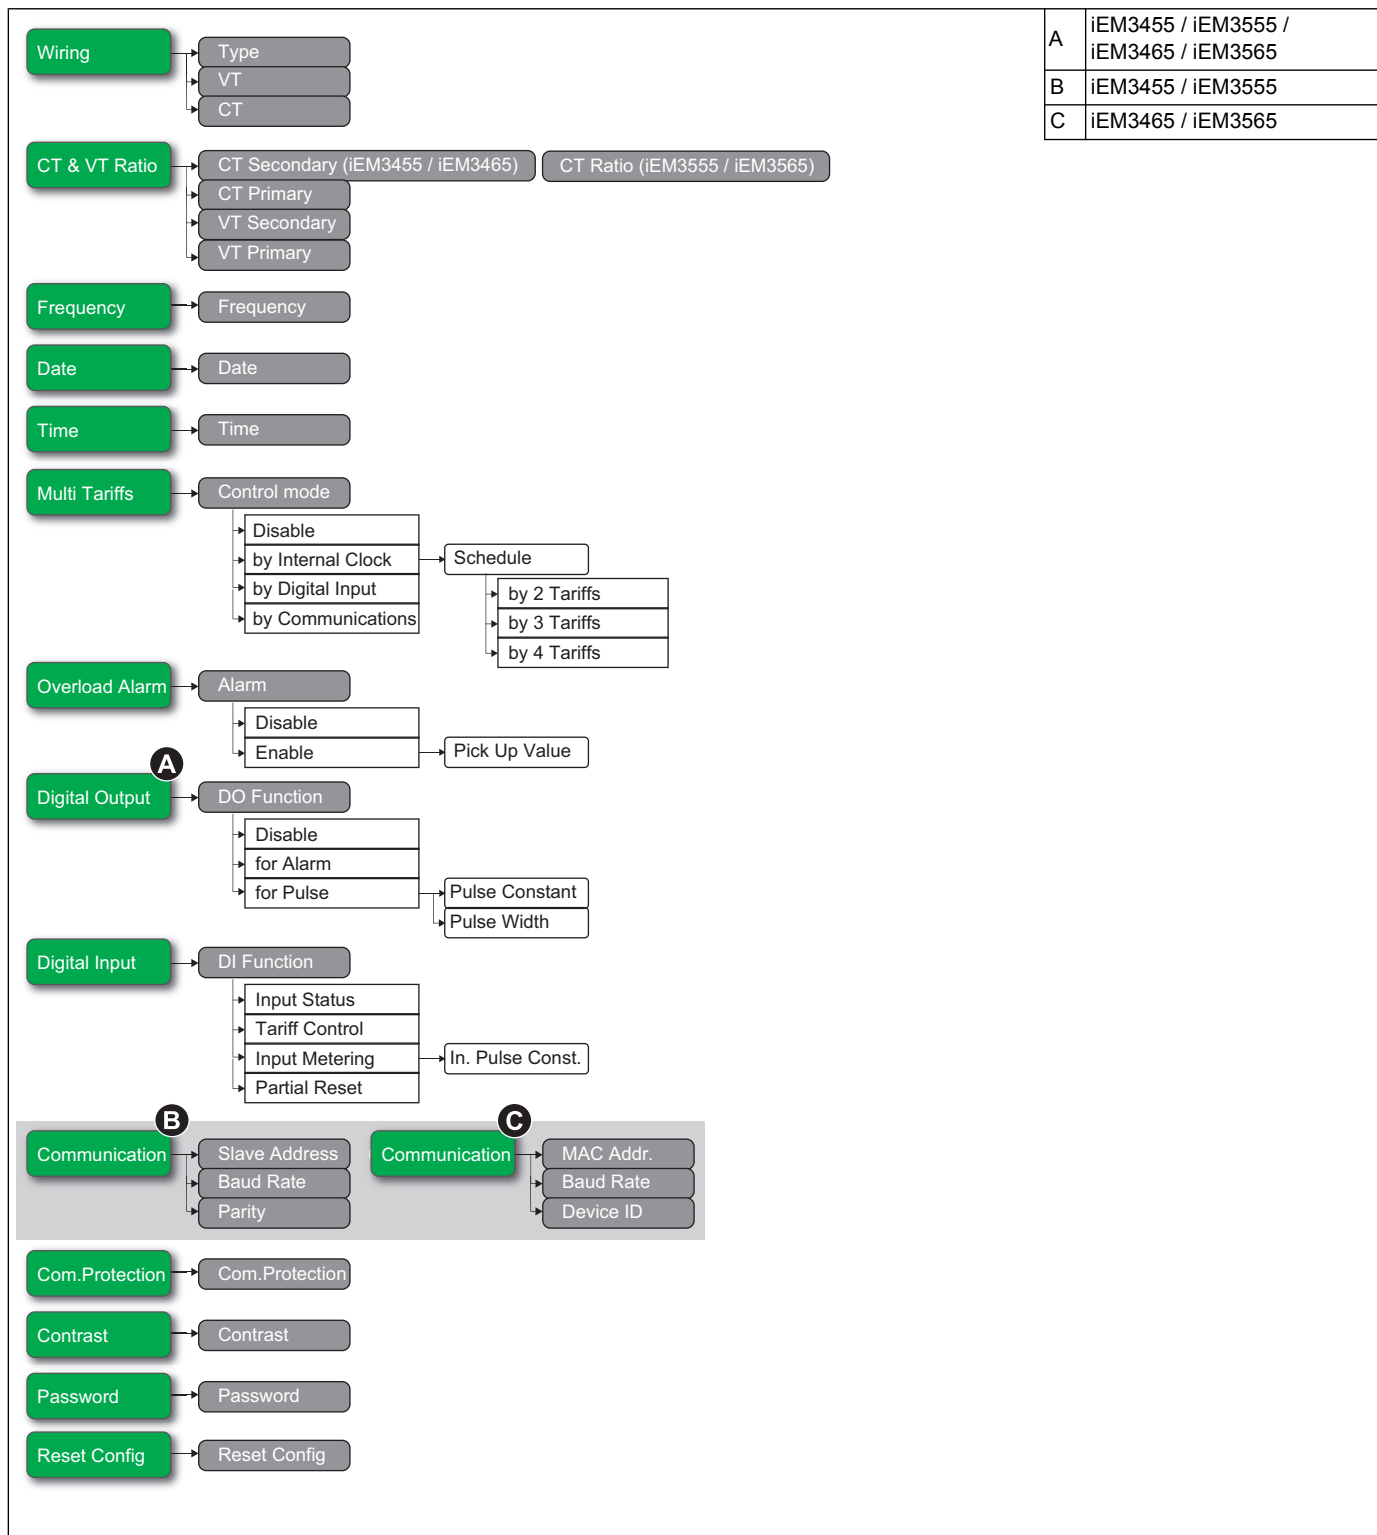 A
iEM3455 / iEM3555 /
iEM3465 / iEM3565
B
iEM3455 / iEM3555
C
iEM3465 / iEM3565
Wiring
Type
VT
CT
CT & VT Ratio
CT Secondary (iEM3455 / iEM3465)
CT Ratio (iEM3555 / iEM3565)
CT Primary
VT Secondary
VT Primary
Frequency
Frequency
Date
Date
Time
Time
Multi Tariffs
Control mode
Disable
by Internal Clock
Schedule
by Digital Input
by 2 Tariffs
by Communications
by 3 Tariffs
by 4 Tariffs
Overload Alarm
Alarm
Disable
Enable
Pick Up Value
A
Digital Output
DO Function
Disable
for Alarm
for Pulse
Pulse Constant
Pulse Width
Digital Input
DI Function
Input Status
Tariff Control
Input Metering
In. Pulse Const.
Partial Reset
B
Communication
Slave Address
Baud Rate
Parity
C
Communication
MAC Addr.
Baud Rate
Device ID
Com.Protection
Com.Protection
Contrast
Contrast
Password
Password
Reset Config
Reset Config